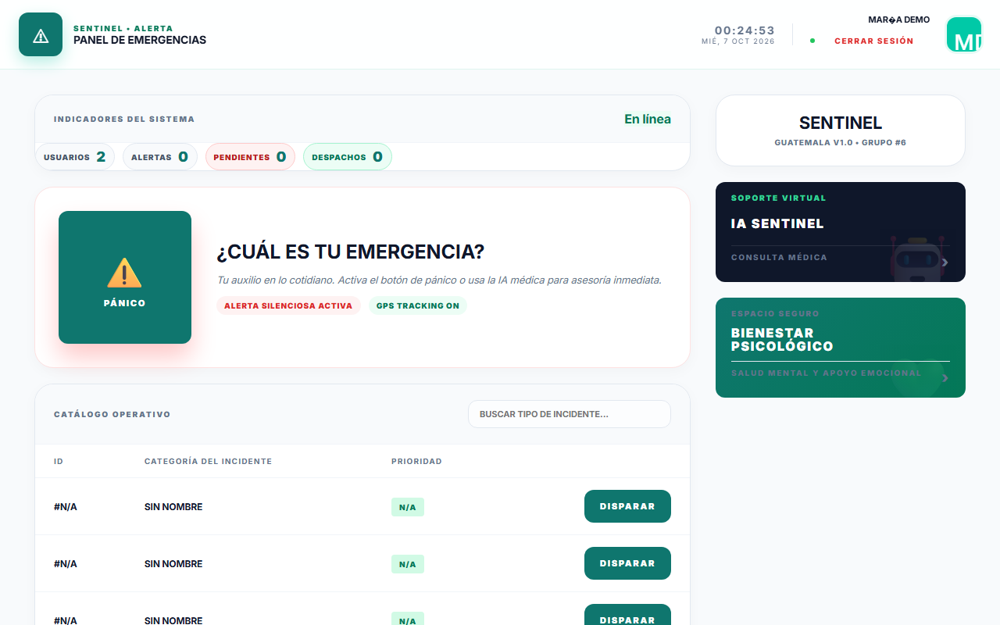 SENTINEL • ALERTA
PANEL DE EMERGENCIAS
00:24:53
MIÉ, 7 OCT 2026
MAR�A DEMO
CERRAR SESIÓN
INDICADORES DEL SISTEMA
En línea
USUARIOS 2
ALERTAS 0
PENDIENTES 0
DESPACHOS 0
PÁNICO
¿CUÁL ES TU EMERGENCIA?
Tu auxilio en lo cotidiano. Activa el botón de pánico o usa la IA médica para asesoría inmediata.
ALERTA SILENCIOSA ACTIVA
GPS TRACKING ON
CATÁLOGO OPERATIVO
BUSCAR TIPO DE INCIDENTE...
ID CATEGORÍA DEL INCIDENTE PRIORIDAD
#N/A SIN NOMBRE N/A DISPARAR
#N/A SIN NOMBRE N/A DISPARAR
#N/A SIN NOMBRE N/A DISPARAR
SENTINEL
GUATEMALA V1.0 • GRUPO #6
SOPORTE VIRTUAL
IA SENTINEL
CONSULTA MÉDICA
ESPACIO SEGURO
BIENESTAR
PSICOLÓGICO
SALUD MENTAL Y APOYO EMOCIONAL